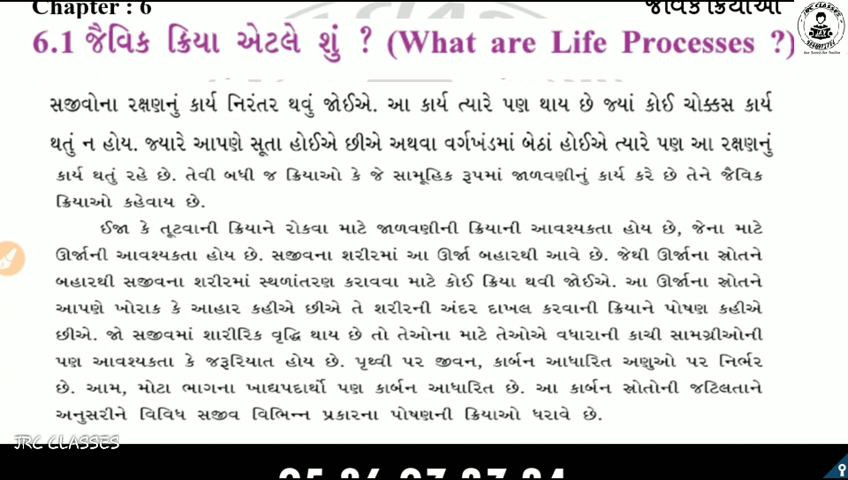 Chapter : 6
જૈવિક ક્રિયાઓ
6.1 જૈવિક ક્રિયા એટલે શું ? (What are Life Processes ?)
JRC CLASSES
JAY
સજીવોના રક્ષણનું કાર્ય નિરંતર થવું જોઈએ. આ કાર્ય ત્યારે પણ થાય છે જ્યાં કોઈ ચોક્કસ કાર્ય
થતું ન હોય. જ્યારે આપણે સૂતા હોઈએ છીએ અથવા વર્ગખંડમાં બેઠાં હોઈએ ત્યારે પણ આ રક્ષણનું
કાર્ય થતું રહે છે. તેવી બધી જ ક્રિયાઓ કે જે સામૂહિક રૂપમાં જાળવણીનું કાર્ય કરે છે તેને જૈવિક
ક્રિયાઓ કહેવાય છે.
ઈજા કે તૂટવાની ક્રિયાને રોકવા માટે જાળવણીની ક્રિયાની આવશ્યકતા હોય છે, જેના માટે
ઊર્જાની આવશ્યકતા હોય છે. સજીવના શરીરમાં આ ઊર્જા બહારથી આવે છે. જેથી ઊર્જાના સ્રોતને
બહારથી સજીવના શરીરમાં સ્થળાંતરણ કરાવવા માટે કોઈ ક્રિયા થવી જોઈએ. આ ઊર્જાના સ્રોતને
આપણે ખોરાક કે આહાર કહીએ છીએ તે શરીરની અંદર દાખલ કરવાની ક્રિયાને પોષણ કહીએ
છીએ. જો સજીવમાં શારીરિક વૃદ્ધિ થાય છે તો તેઓના માટે તેઓએ વધારાની કાચી સામગ્રીઓની
પણ આવશ્યકતા કે જરૂરિયાત હોય છે. પૃથ્વી પર જીવન, કાર્બન આધારિત અણુઓ પર નિર્ભર
છે. આમ, મોટા ભાગના ખાદ્યપદાર્થો પણ કાર્બન આધારિત છે. આ કાર્બન સ્રોતોની જટિલતાને
અનુસરીને વિવિધ સજીવ વિભિન્ન પ્રકારના પોષણની ક્રિયાઓ ધરાવે છે.
JRC CLASSES